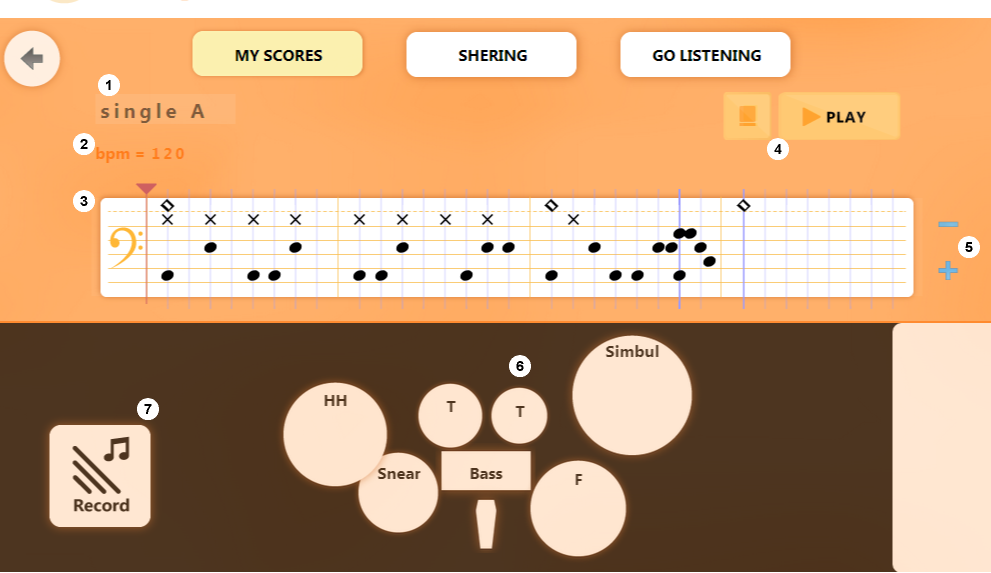 MY SCORES
SHERING
GO LISTENING
1
single A
PLAY
2
bpm = 120
4
3
5
6
Simbul
7
HH
T
T
Snear
Bass
F
Record